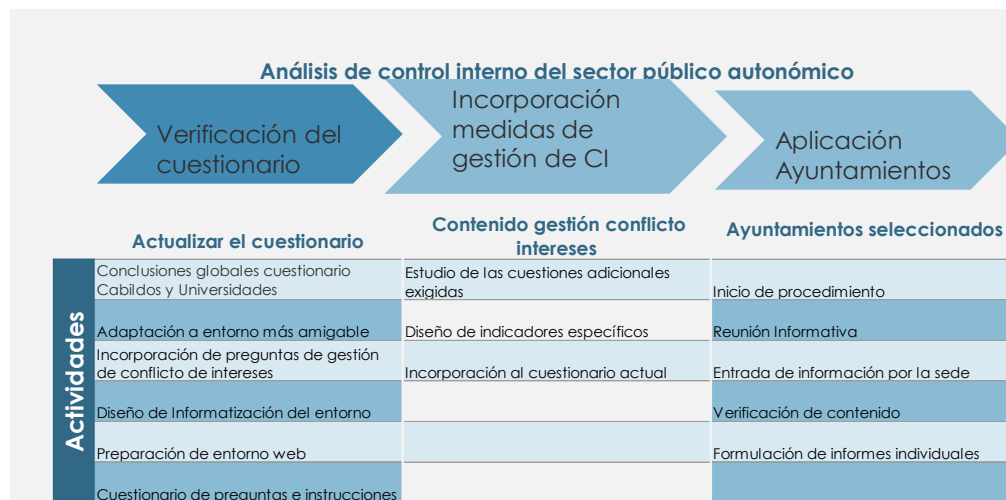 Análisis de control interno del sector público autonómico
Verificación del
cuestionario
Incorporación
medidas de
gestión de CI
Aplicación
Ayuntamientos
Actualizar el cuestionario
Contenido gestión conflicto
intereses
Ayuntamientos seleccionados
Actividades
Conclusiones globales cuestionario
Cabildos y Universidades
Estudio de las cuestiones adicionales
exigidas
Inicio de procedimiento
Adaptación a entorno más amigable
Diseño de indicadores específicos
Reunión Informativa
Incorporación de preguntas de gestión
de conflicto de intereses
Incorporación al cuestionario actual
Entrada de información por la sede
Diseño de Informatización del entorno
Verificación de contenido
Preparación de entorno web
Formulación de informes individuales
Cuestionario de preguntas e instrucciones